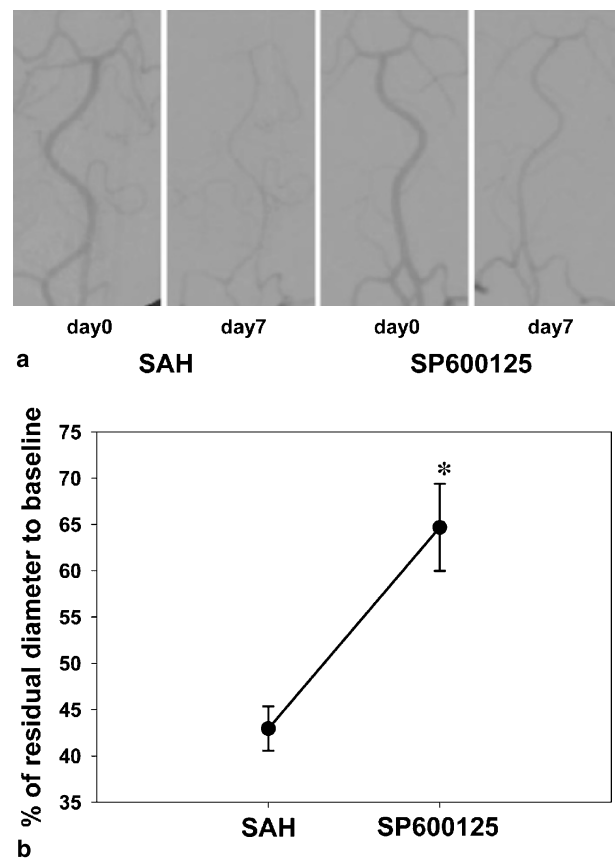 day0 day7 day0 day7
a SAH SP600125
% of residual diameter to baseline
75
70
65
60
55
50
45
40
35
*
SAH SP600125
b